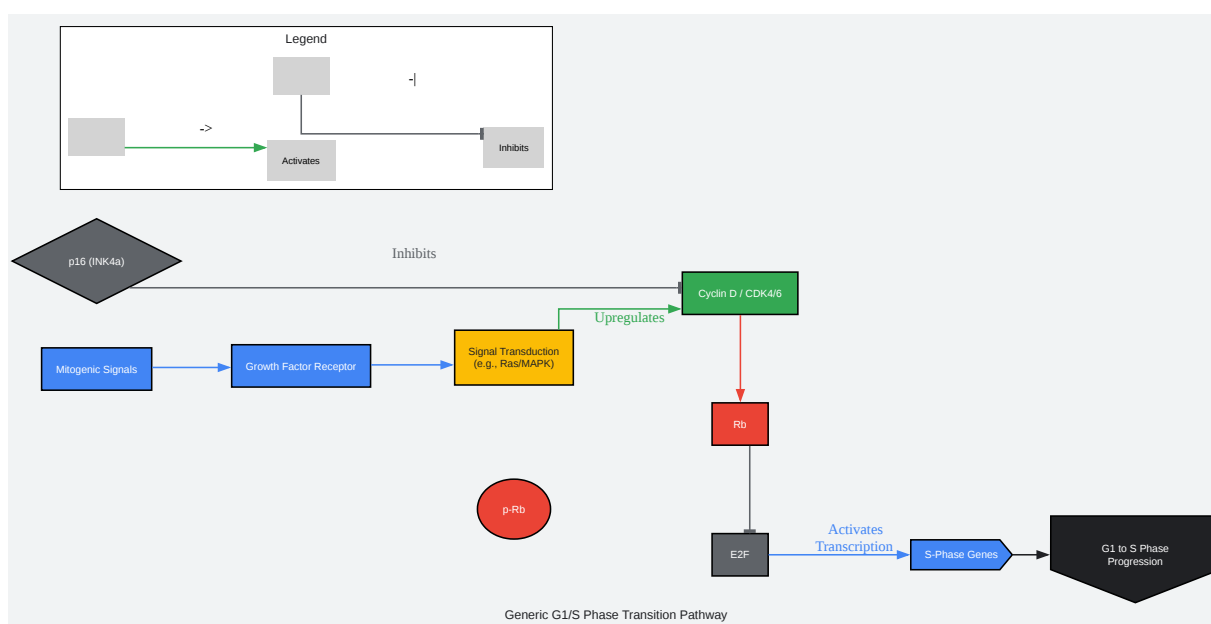 Legend
-|
->
Activates
Inhibits
p16 (INK4a)
Inhibits
Cyclin D / CDK4/6
Upregulates
Signal Transduction
(e.g., Ras/MAPK)
Mitogenic Signals
Growth Factor Receptor
Rb
p-Rb
E2F
Activates
Transcription
S-Phase Genes
G1 to S Phase
Progression
Generic G1/S Phase Transition Pathway